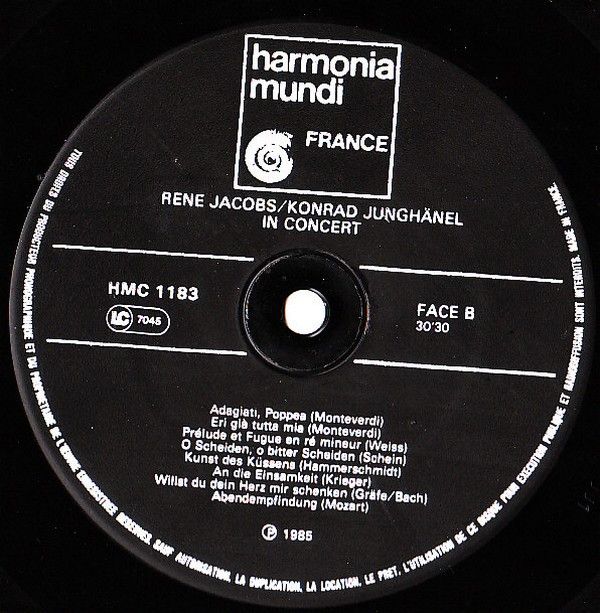 harmonia
mundi
FRANCE
RENE JACOBS/KONRAD JUNGHÄNEL
IN CONCERT
HMC 1183
LC 7045
FACE B
30'30
Adagiati, Poppea (Monteverdi)
Eri già tutta mia (Monteverdi)
Prélude et Fugue en ré mineur (Weiss)
O Scheiden, o bitter Scheiden (Schein)
Kunst des Küssens (Hammerschmidt)
An die Einsamkeit (Krieger)
Willst du dein Herz mir schenken (Gräfe/Bach)
Abendempfindung (Mozart)
Ⓟ 1985
TOUS DROITS DU PRODUCTEUR PHONOGRAPHIQUE ET DU PROPRIETAIRE DE L'ŒUVRE ENREGISTREE RESERVES. SAUF AUTORISATION, LA DUPLICATION, LA LOCATION, LE PRET, L'UTILISATION DE CE DISQUE POUR EXECUTION PUBLIQUE ET RADIODIFFUSION SONT INTERDITS. MADE IN FRANCE.